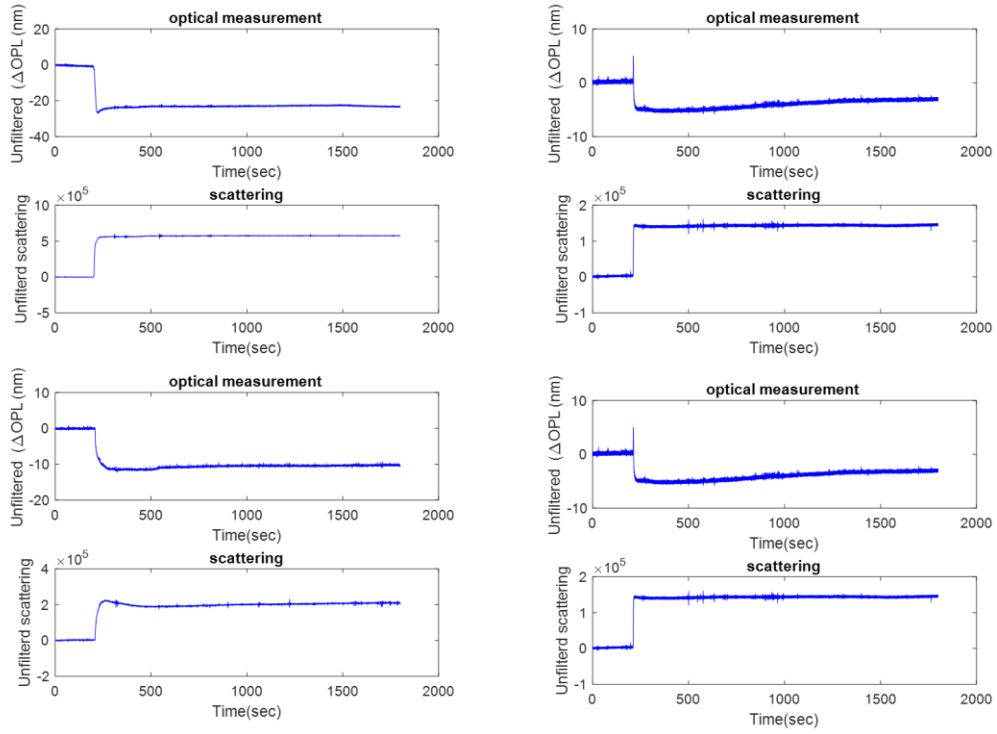 optical measurement
Unfiltered (△OPL (nm)
20
0
-20
-40
0 500 1000 1500 2000
Time(sec)
scattering
×10^5
Unfilterd scattering
10
5
0
-5
0 500 1000 1500 2000
Time(sec)
optical measurement
Unfiltered (△OPL (nm)
10
0
-10
0 500 1000 1500 2000
Time(sec)
scattering
×10^5
Unfilterd scattering
2
1
0
-1
0 500 1000 1500 2000
Time(sec)
optical measurement
Unfiltered (△OPL (nm)
10
0
-10
-20
0 500 1000 1500 2000
Time(sec)
scattering
×10^5
Unfilterd scattering
4
2
0
-2
0 500 1000 1500 2000
Time(sec)
optical measurement
Unfiltered (△OPL (nm)
10
0
-10
0 500 1000 1500 2000
Time(sec)
scattering
×10^5
Unfilterd scattering
2
1
0
-1
0 500 1000 1500 2000
Time(sec)